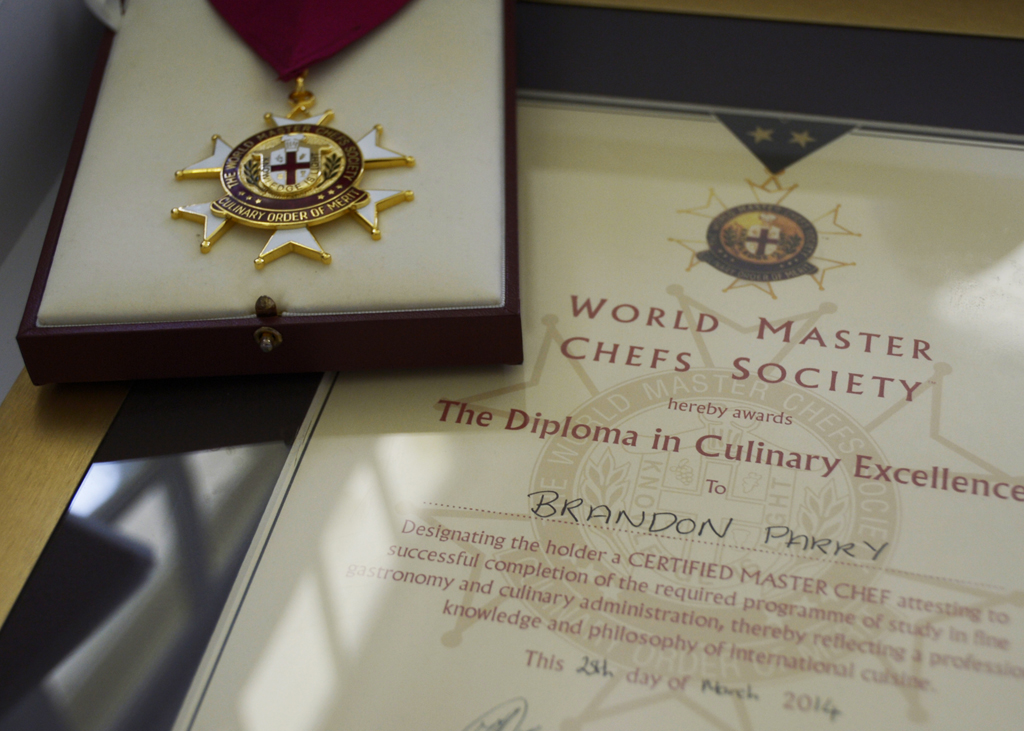 THE WORLD MASTER CHEFS SOCIETY
CULINARY ORDER OF MERIT
WORLD MASTER
CHEFS SOCIETY
hereby awards
The Diploma in Culinary Excellence
To
BRANDON PARRY
Designating the holder a CERTIFIED MASTER CHEF attesting to
successful completion of the required programme of study in fine
gastronomy and culinary administration, thereby reflecting a profession
knowledge and philosophy of international cuisine.
This 28th day of March 2014